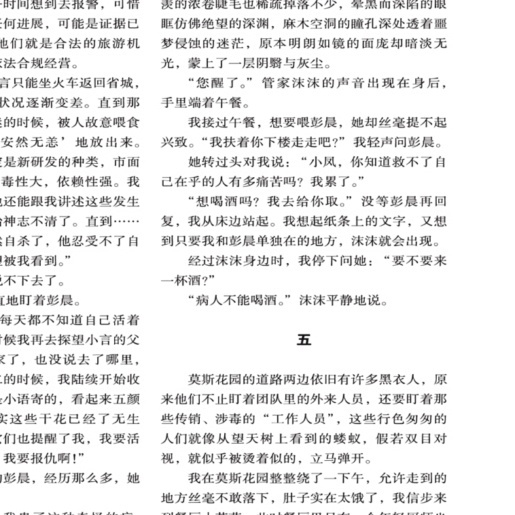 时间想到去报警，可惜
任何进展，可能是证据已
他们就是合法的旅游机
法合规经营。
言只能坐火车返回省城，
状况逐渐变差。直到那
的时候，被人故意喂食
安然无恙’地放出来。
是新研发的种类，市面
毒性大，依赖性强。我
还能跟我讲述这些发生
神志不清了。直到……
自杀了，他忍受不了自
被我看到。”
不下去了。
直地盯着彭晨。
每天都不知道自己活着
时候我再去探望小言的父
来了，也没说去了哪里，
的时候，我陆续开始收
是小语寄的，看起来五颜
实这些干花已经了无生
它们也提醒了我，我要活
我要报仇啊！”
的彭晨，经历那么多，她
羡的浓卷睫毛也稀疏掉落不少，晕黑而深陷的眼
眶仿佛绝望的深渊，麻木空洞的瞳孔深处透着噩
梦侵蚀的迷茫，原本明朗如镜的面庞却暗淡无
光，蒙上了一层阴翳与灰尘。
“您醒了。”管家沫沫的声音出现在身后，
手里端着午餐。
我接过午餐，想要喂彭晨，她却丝毫提不起
兴致。“我扶着你下楼走走吧？”我轻声问彭晨。
她转过头对我说：“小风，你知道救不了自
己在乎的人有多痛苦吗？我累了。”
“想喝酒吗？我去给你取。”没等彭晨再回
复，我从床边站起。我想起纸条上的文字，又想
到只要我和彭晨单独在的地方，沫沫就会出现。
经过沫沫身边时，我停下问她：“要不要来
一杯酒？”
“病人不能喝酒。”沫沫平静地说。
五
莫斯花园的道路两边依旧有许多黑衣人，原
来他们不止盯着团队里的外来人员，还要盯着那
些传销、涉毒的“工作人员”，这些行色匆匆的
人们就像从望天树上看到的蝼蚁，假若双目对
视，就似乎被烫着似的，立马弹开。
我在莫斯花园整整绕了一下午，允许走到的
地方丝毫不敢落下，肚子实在太饿了，我信步来